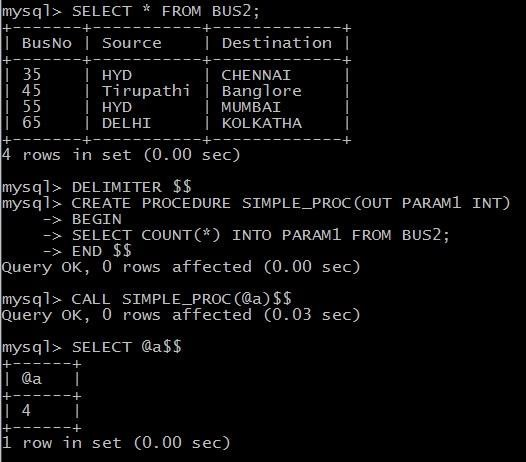 mysql> SELECT * FROM BUS2;
+-------+-----------+-------------+
| BusNo | Source    | Destination |
+-------+-----------+-------------+
| 35    | HYD       | CHENNAI     |
| 45    | Tirupathi | Banglore    |
| 55    | HYD       | MUMBAI      |
| 65    | DELHI     | KOLKATHA    |
+-------+-----------+-------------+
4 rows in set (0.00 sec)
mysql> DELIMITER $$
mysql> CREATE PROCEDURE SIMPLE_PROC(OUT PARAM1 INT)
    -> BEGIN
    -> SELECT COUNT(*) INTO PARAM1 FROM BUS2;
    -> END $$
Query OK, 0 rows affected (0.00 sec)
mysql> CALL SIMPLE_PROC(@a)$$
Query OK, 0 rows affected (0.03 sec)
mysql> SELECT @a$$
+------+
| @a   |
+------+
| 4    |
+------+
1 row in set (0.00 sec)